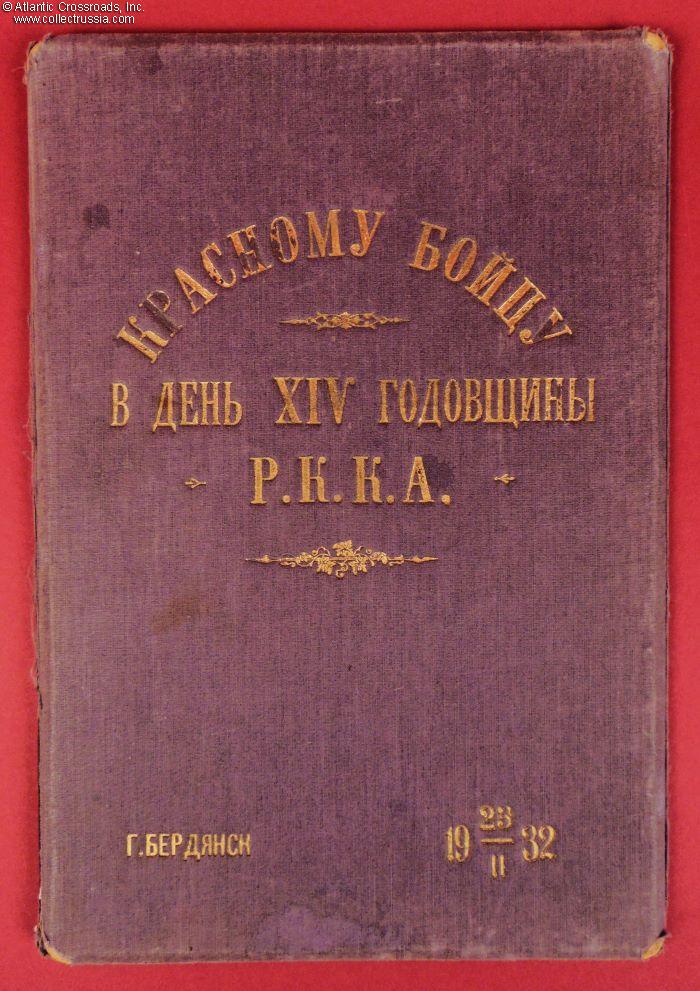 © Atlantic Crossroads, Inc.
www.collectrussia.com
КРАСНОМУ БОЙЦУ
В ДЕНЬ XIV ГОДОВЩИНЫ
Р.К.К.А.
Г.БЕРДЯНСК
19 23/II 32